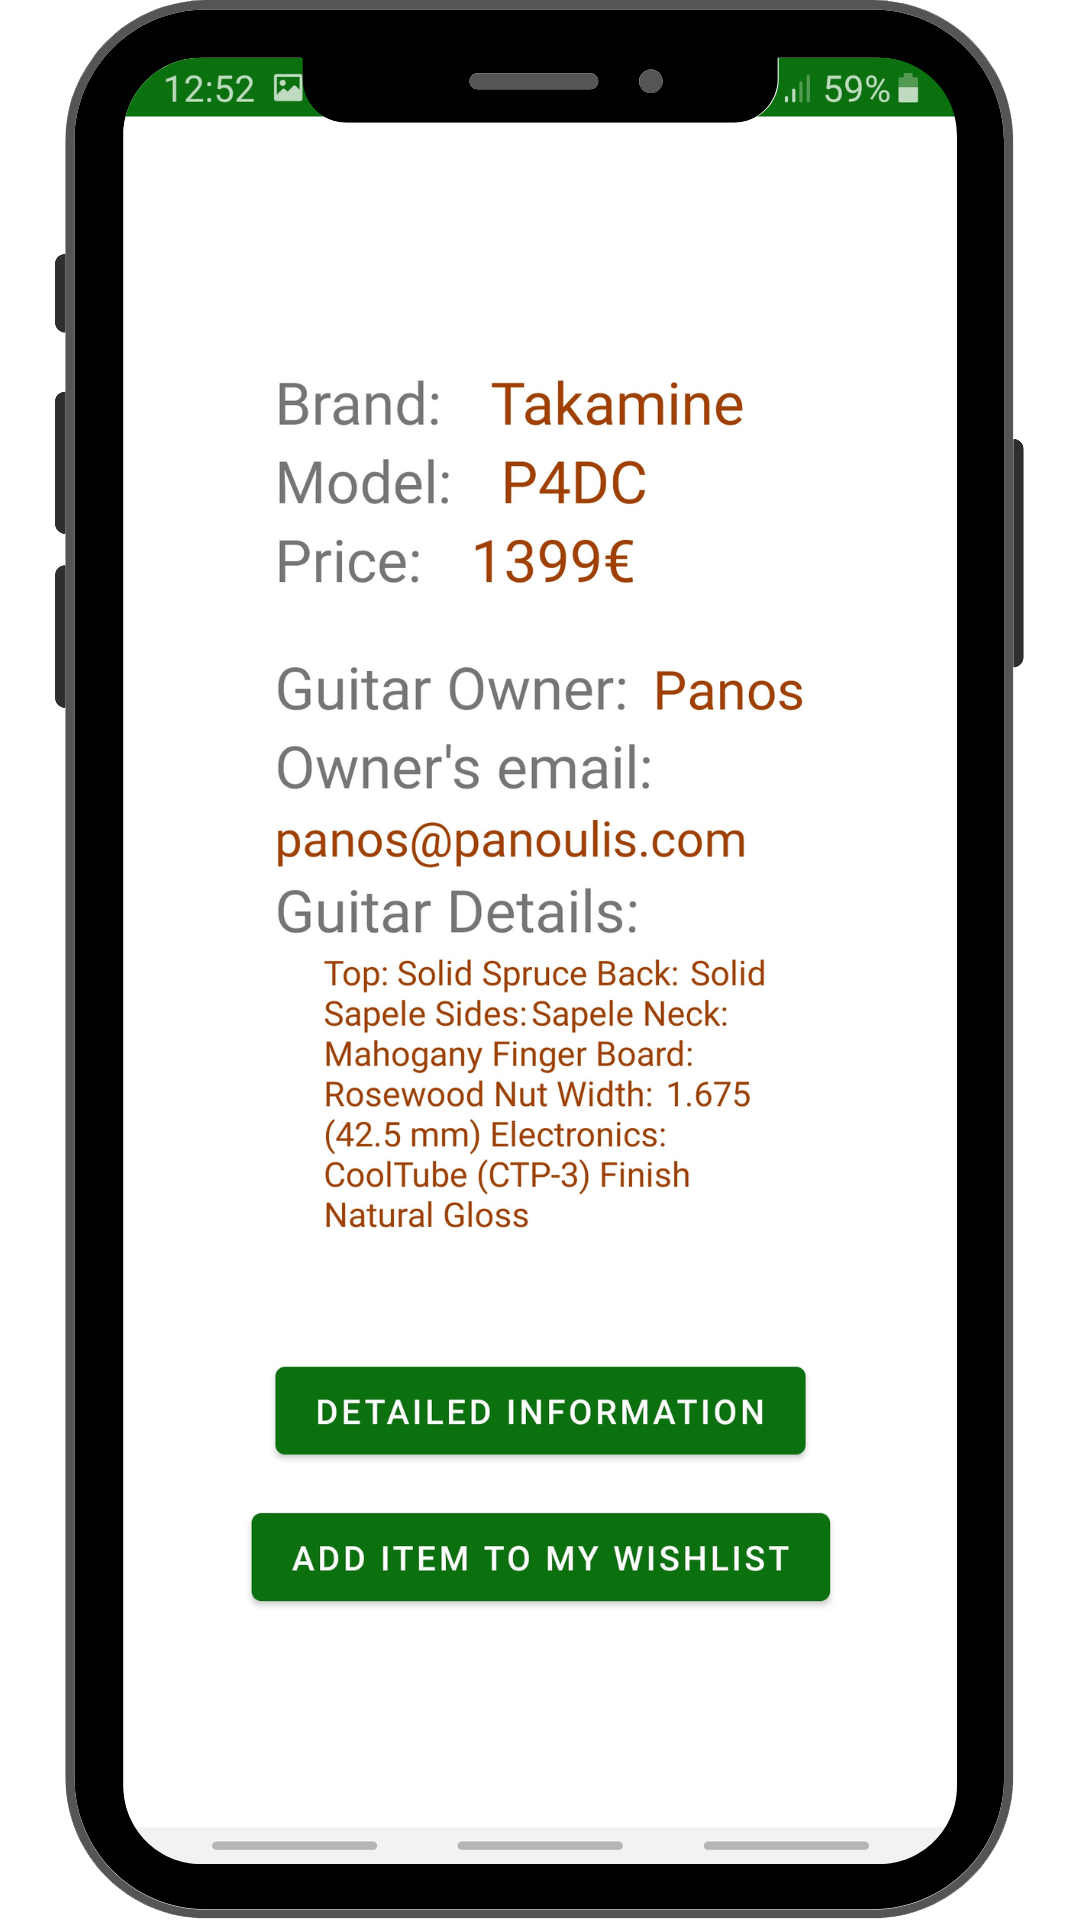 12:52 59%
Brand: Takamine
Model: P4DC
Price: 1399€
Guitar Owner: Panos
Owner's email:
panos@panoulis.com
Guitar Details:
Top: Solid Spruce Back: Solid
Sapele Sides: Sapele Neck:
Mahogany Finger Board:
Rosewood Nut Width: 1.675
(42.5 mm) Electronics:
CoolTube (CTP-3) Finish
Natural Gloss
DETAILED INFORMATION
ADD ITEM TO MY WISHLIST